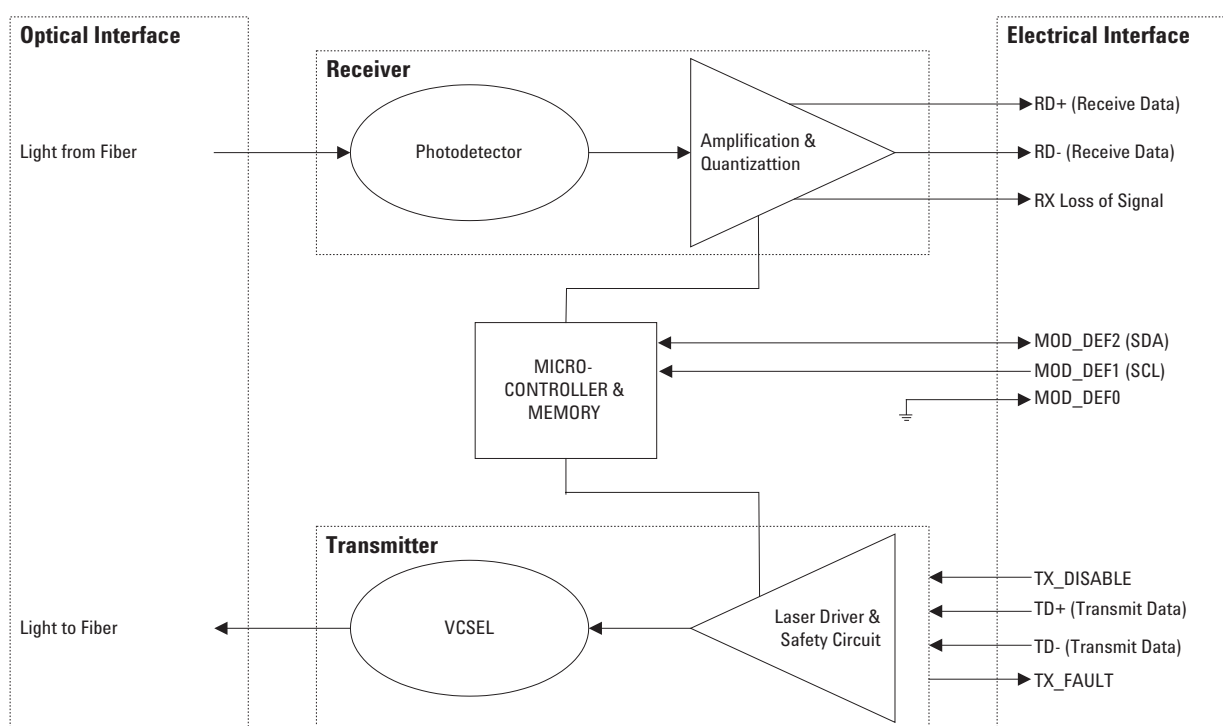 Optical Interface
Electrical Interface
Receiver
Light from Fiber
Photodetector
Amplification &
Quantizattion
RD+ (Receive Data)
RD- (Receive Data)
RX Loss of Signal
MICRO-
CONTROLLER &
MEMORY
MOD_DEF2 (SDA)
MOD_DEF1 (SCL)
MOD_DEF0
Transmitter
Light to Fiber
VCSEL
Laser Driver &
Safety Circuit
TX_DISABLE
TD+ (Transmit Data)
TD- (Transmit Data)
TX_FAULT